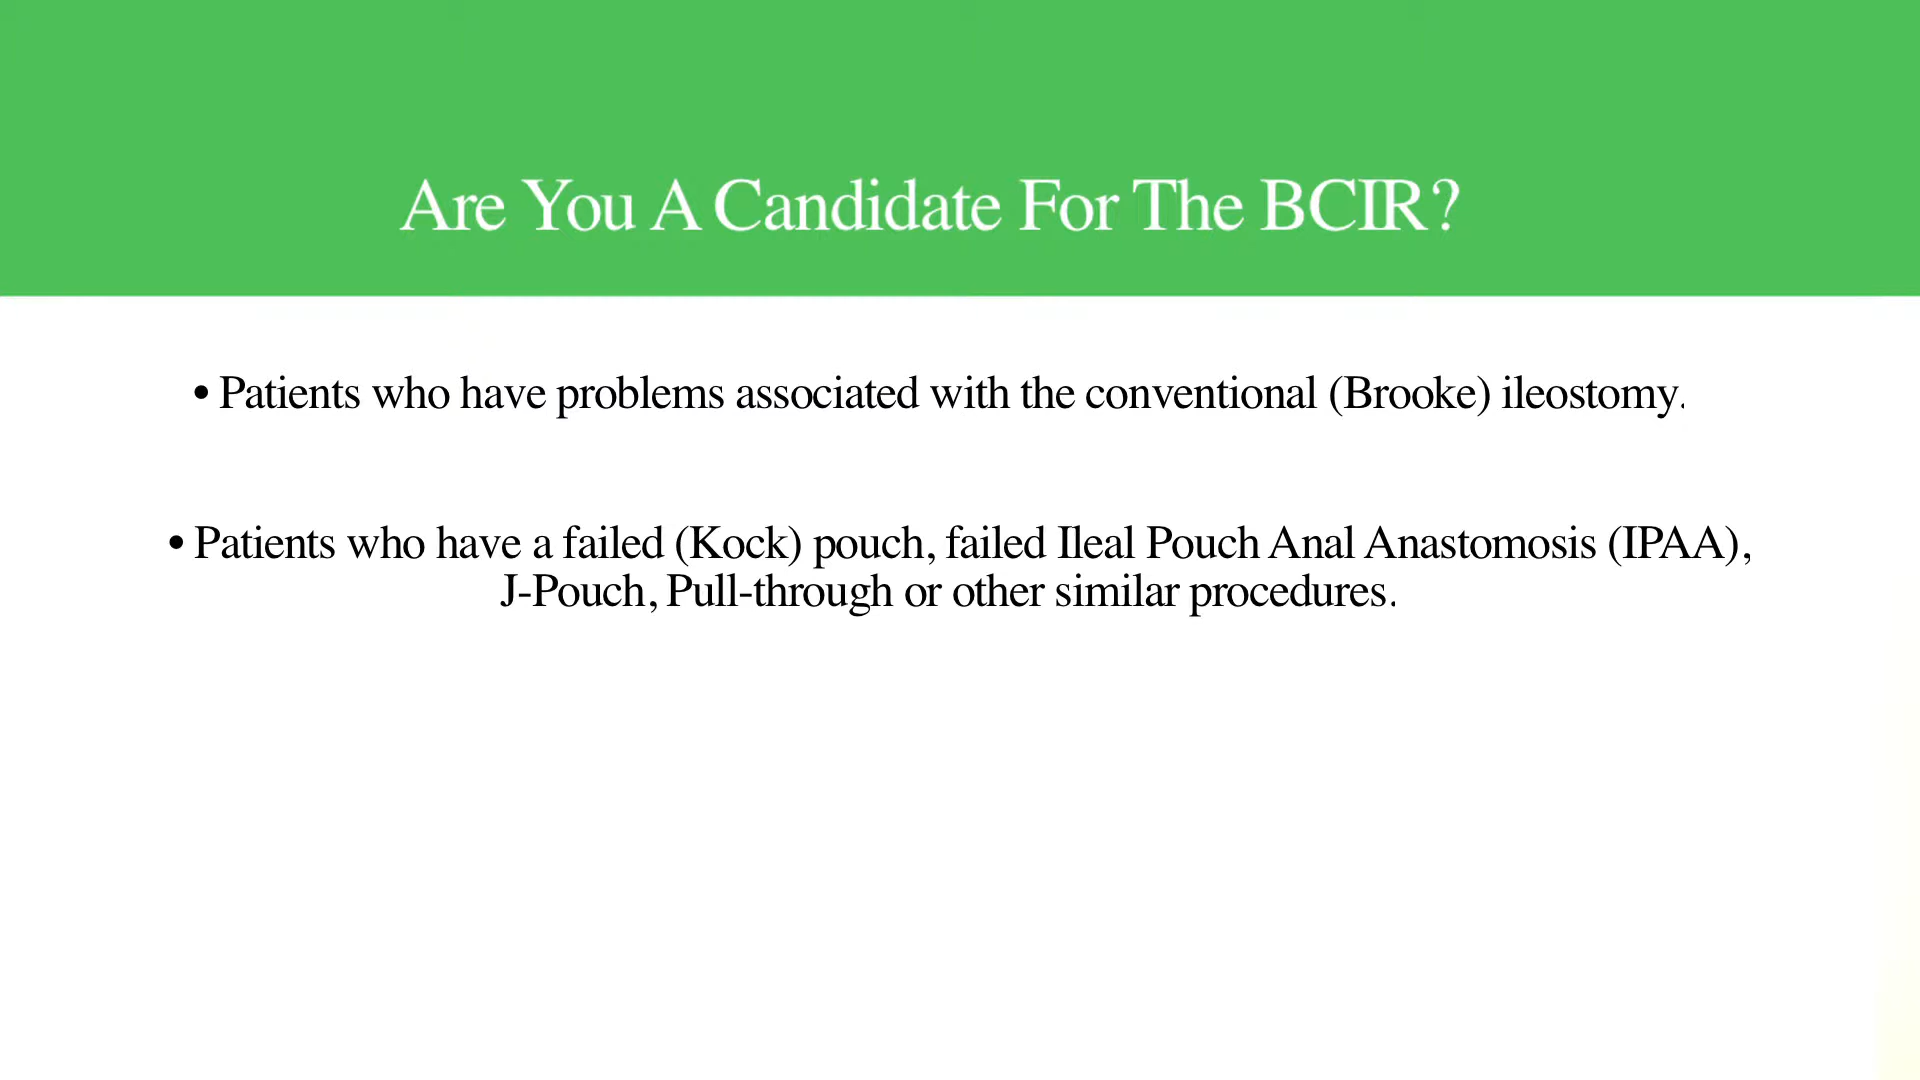 Are You A Candidate For The BCIR?
• Patients who have problems associated with the conventional (Brooke) ileostomy.
• Patients who have a failed (Kock) pouch, failed Ileal Pouch Anal Anastomosis (IPAA),
J-Pouch, Pull-through or other similar procedures.